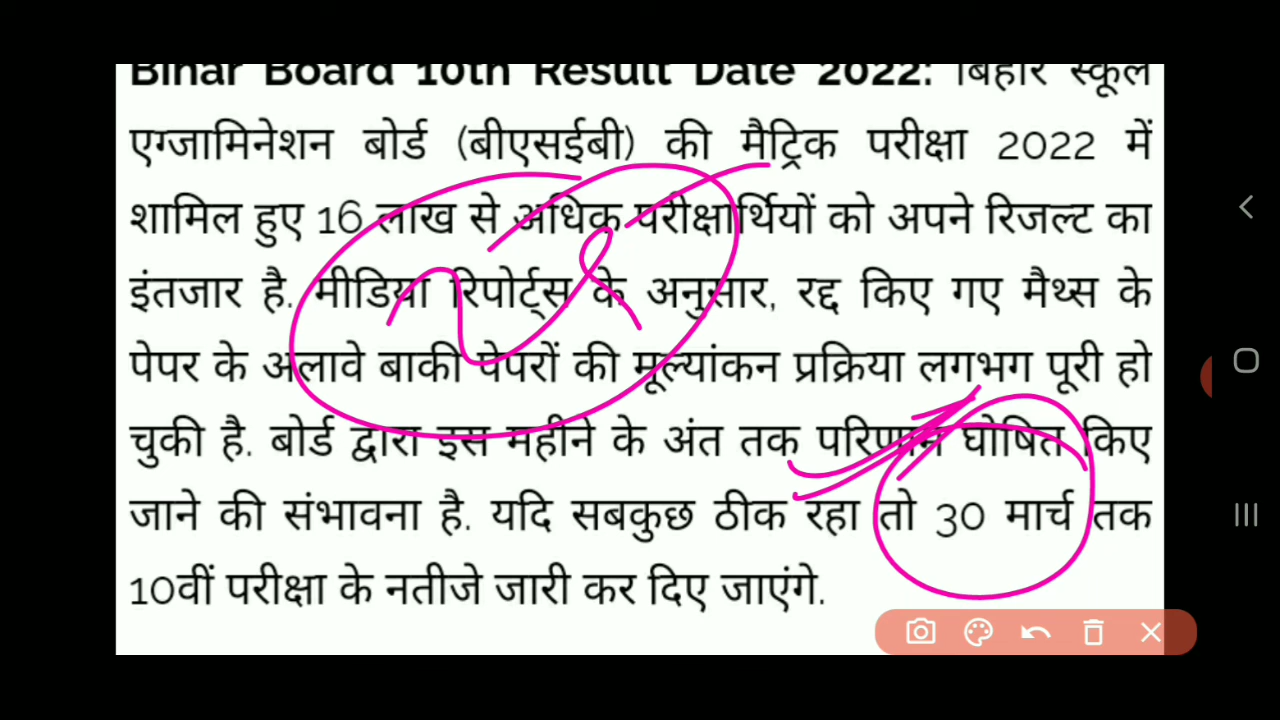 Bihar Board 10th Result Date 2022: बिहार स्कूल
एग्जामिनेशन बोर्ड (बीएसईबी) की मैट्रिक परीक्षा 2022 में
शामिल हुए 16 लाख से अधिक परीक्षार्थियों को अपने रिजल्ट का
इंतजार है. मीडिया रिपोर्ट्स के अनुसार, रद्द किए गए मैथ्स के
पेपर के अलावे बाकी पेपरों की मूल्यांकन प्रक्रिया लगभग पूरी हो
चुकी है. बोर्ड द्वारा इस महीने के अंत तक परिणाम घोषित किए
जाने की संभावना है. यदि सबकुछ ठीक रहा तो 30 मार्च तक
10वीं परीक्षा के नतीजे जारी कर दिए जाएंगे.